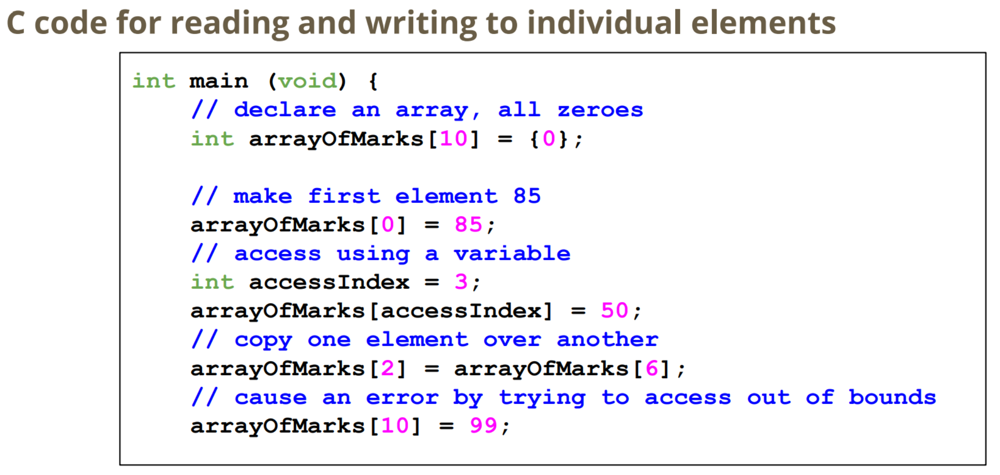 C code for reading and writing to individual elements
int main (void) {
// declare an array, all zeroes
int arrayOfMarks[10] = {0};
// make first element 85
arrayOfMarks[0] = 85;
// access using a variable
int accessIndex = 3;
arrayOfMarks[accessIndex] = 50;
// copy one element over another
arrayOfMarks[2] = arrayOfMarks[6];
// cause an error by trying to access out of bounds
arrayOfMarks[10] = 99;